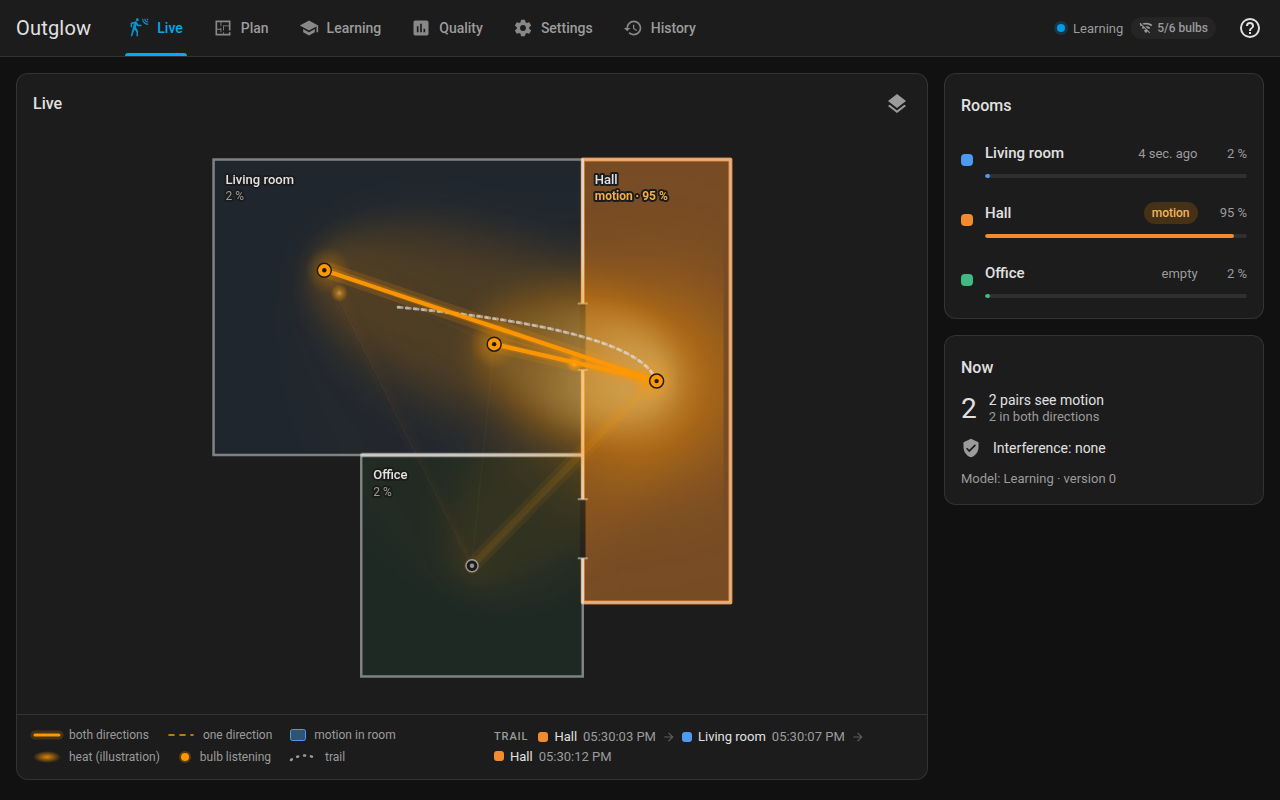 Outglow
Live
Plan
Learning
Quality
Settings
History
Learning
5/6 bulbs
Live
Living room
2 %
Hall
motion · 95 %
Office
2 %
both directions
one direction
motion in room
heat (illustration)
bulb listening
trail
TRAIL Hall 05:30:03 PM → Living room 05:30:07 PM →
Hall 05:30:12 PM
Rooms
Living room 4 sec. ago 2 %
Hall motion 95 %
Office empty 2 %
Now
2 2 pairs see motion
2 in both directions
Interference: none
Model: Learning · version 0